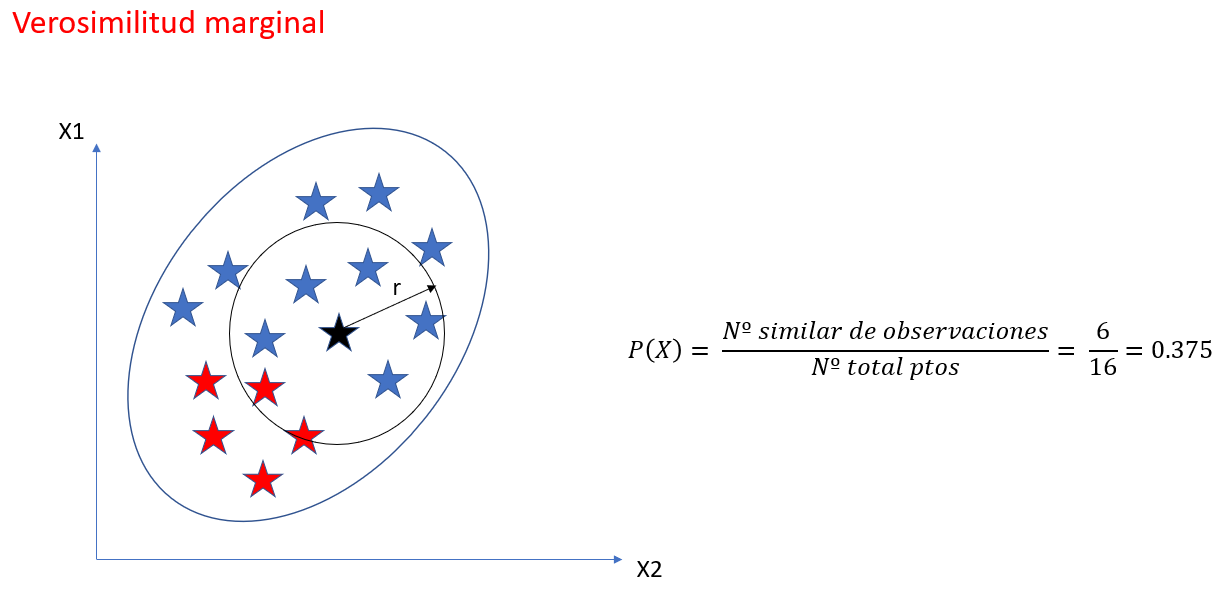 Verosimilitud marginal
X1
r
P(X) = Nº similar de observaciones / Nº total ptos = 6 / 16 = 0.375
X2